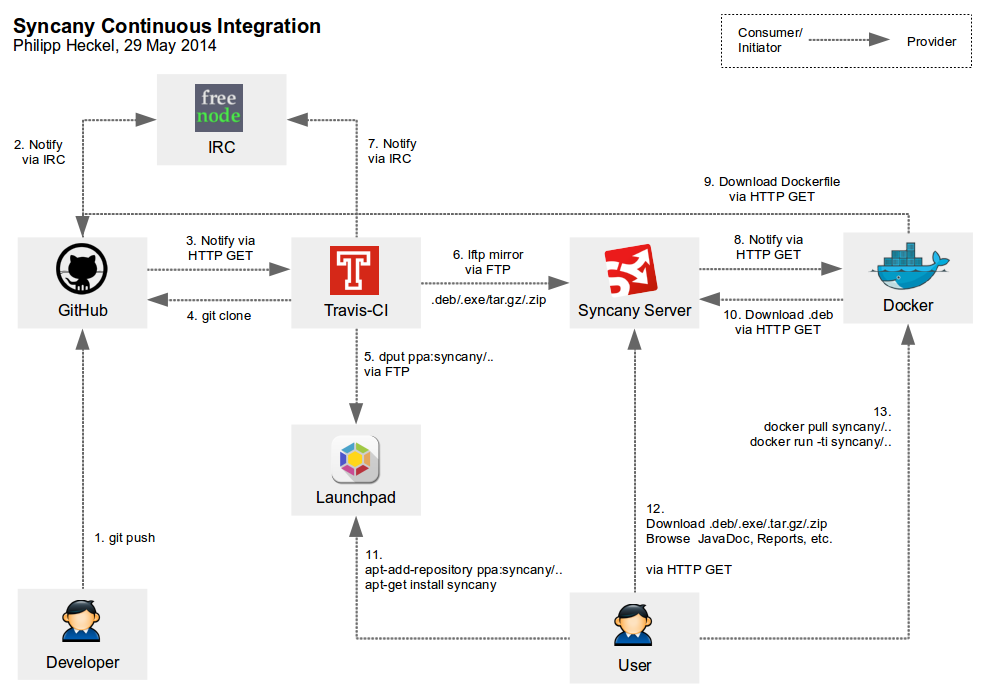 Syncany Continuous Integration
Philipp Heckel, 29 May 2014
Consumer/
Initiator
Provider
free
node
IRC
2. Notify
via IRC
7. Notify
via IRC
9. Download Dockerfile
via HTTP GET
GitHub
3. Notify via
HTTP GET
4. git clone
T
Travis-CI
6. lftp mirror
via FTP
.deb/.exe/tar.gz/.zip
Syncany Server
8. Notify via
HTTP GET
10. Download .deb
via HTTP GET
Docker
5. dput ppa:syncany/..
via FTP
Launchpad
13.
docker pull syncany/..
docker run -ti syncany/..
1. git push
11.
apt-add-repository ppa:syncany/..
apt-get install syncany
12.
Download .deb/.exe/.tar.gz/.zip
Browse JavaDoc, Reports, etc.
via HTTP GET
Developer
User